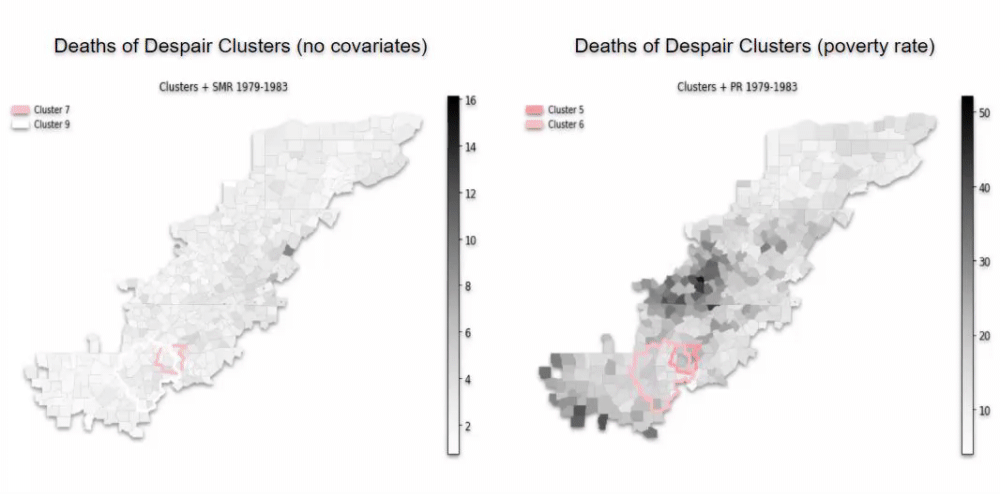 Deaths of Despair Clusters (no covariates)
Clusters + SMR 1979-1983
Cluster 7
Cluster 9
16
14
12
10
8
6
4
2
Deaths of Despair Clusters (poverty rate)
Clusters + PR 1979-1983
Cluster 5
Cluster 6
50
40
30
20
10